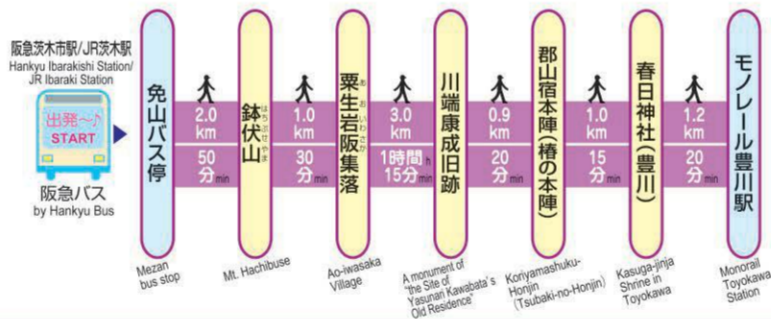 阪急茨木市駅/JR茨木駅
Hankyu Ibarakishi Station/
JR Ibaraki Station
出発〜♪
START
阪急バス
by Hankyu Bus
免山バス停
Mezan
bus stop
2.0
km
50
分min
鉢伏山
はちぶせやま
Mt. Hachibuse
1.0
km
30
分min
粟生岩阪集落
あおいわさか
Ao-iwasaka
Village
3.0
km
1時間h
15分min
川端康成旧跡
A monument of
"the Site of
Yasunari Kawabata's
Old Residence"
0.9
km
20
分min
郡山宿本陣(椿の本陣)
Koriyamashuku-
Honjin
(Tsubaki-no-Honjin)
1.0
km
15
分min
春日神社(豊川)
Kasuga-jinja
Shrine in
Toyokawa
1.2
km
20
分min
モノレール豊川駅
Monorail
Toyokawa
Station